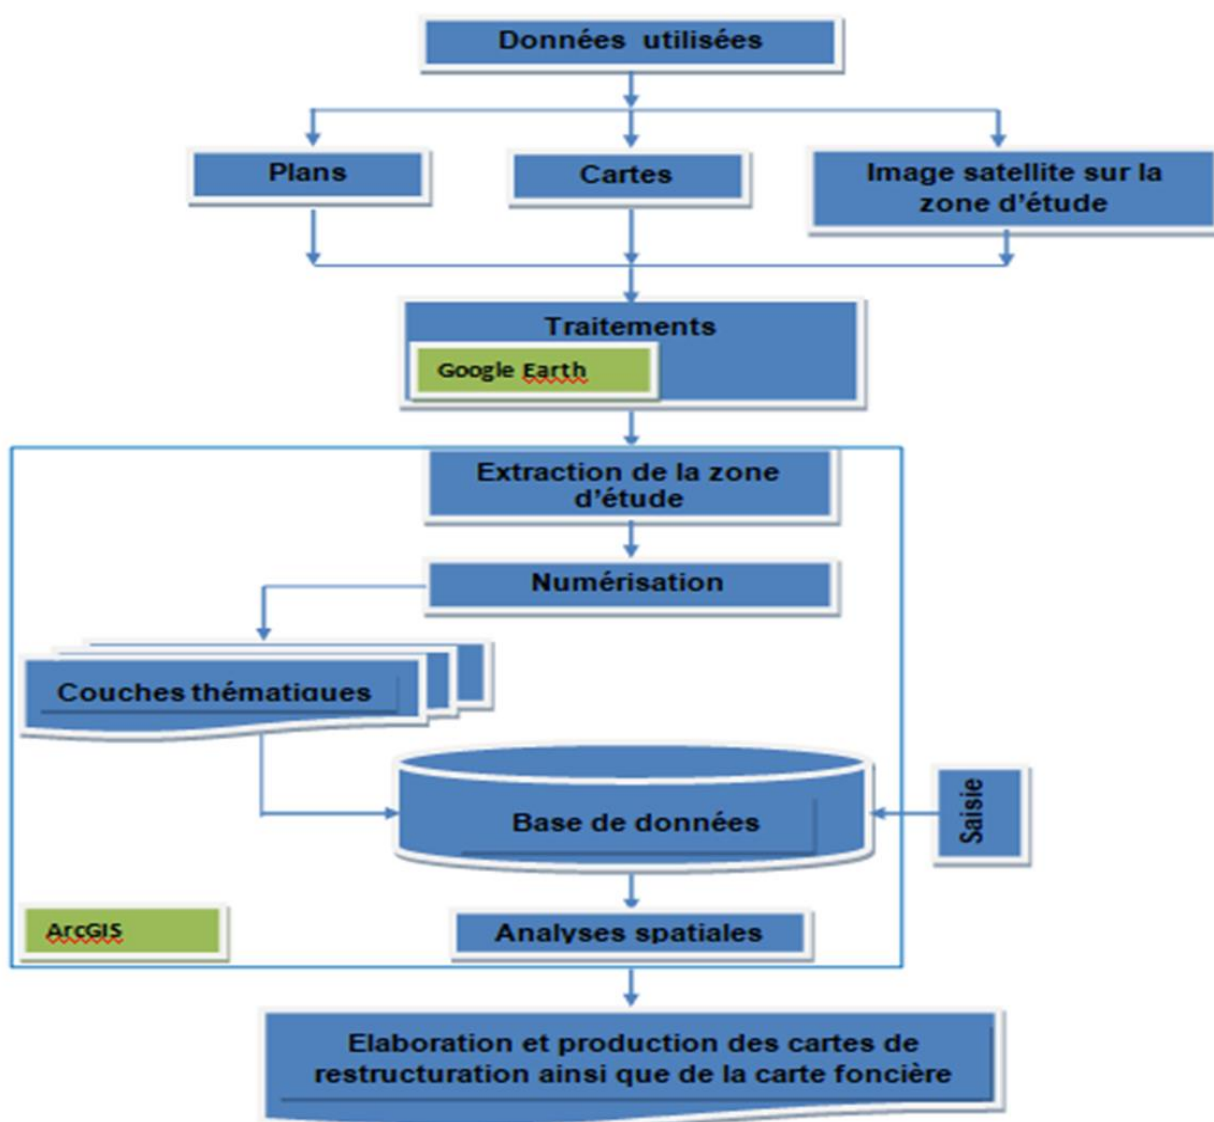 Données utilisées
Plans
Cartes
Image satellite sur la
zone d'étude
Traitements
Google Earth
Extraction de la zone
d'étude
Numérisation
Couches thématiques
Base de données
Saisie
ArcGIS
Analyses spatiales
Elaboration et production des cartes de
restructuration ainsi que de la carte foncière